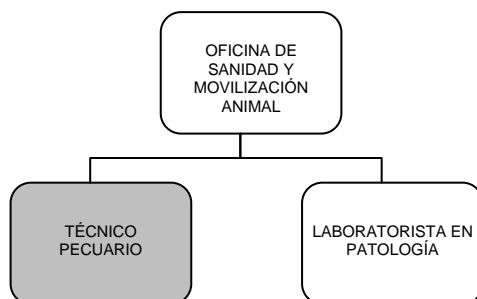 OFICINA DE
SANIDAD Y
MOVILIZACIÓN
ANIMAL
TÉCNICO
PECUARIO
LABORATORISTA EN
PATOLOGÍA